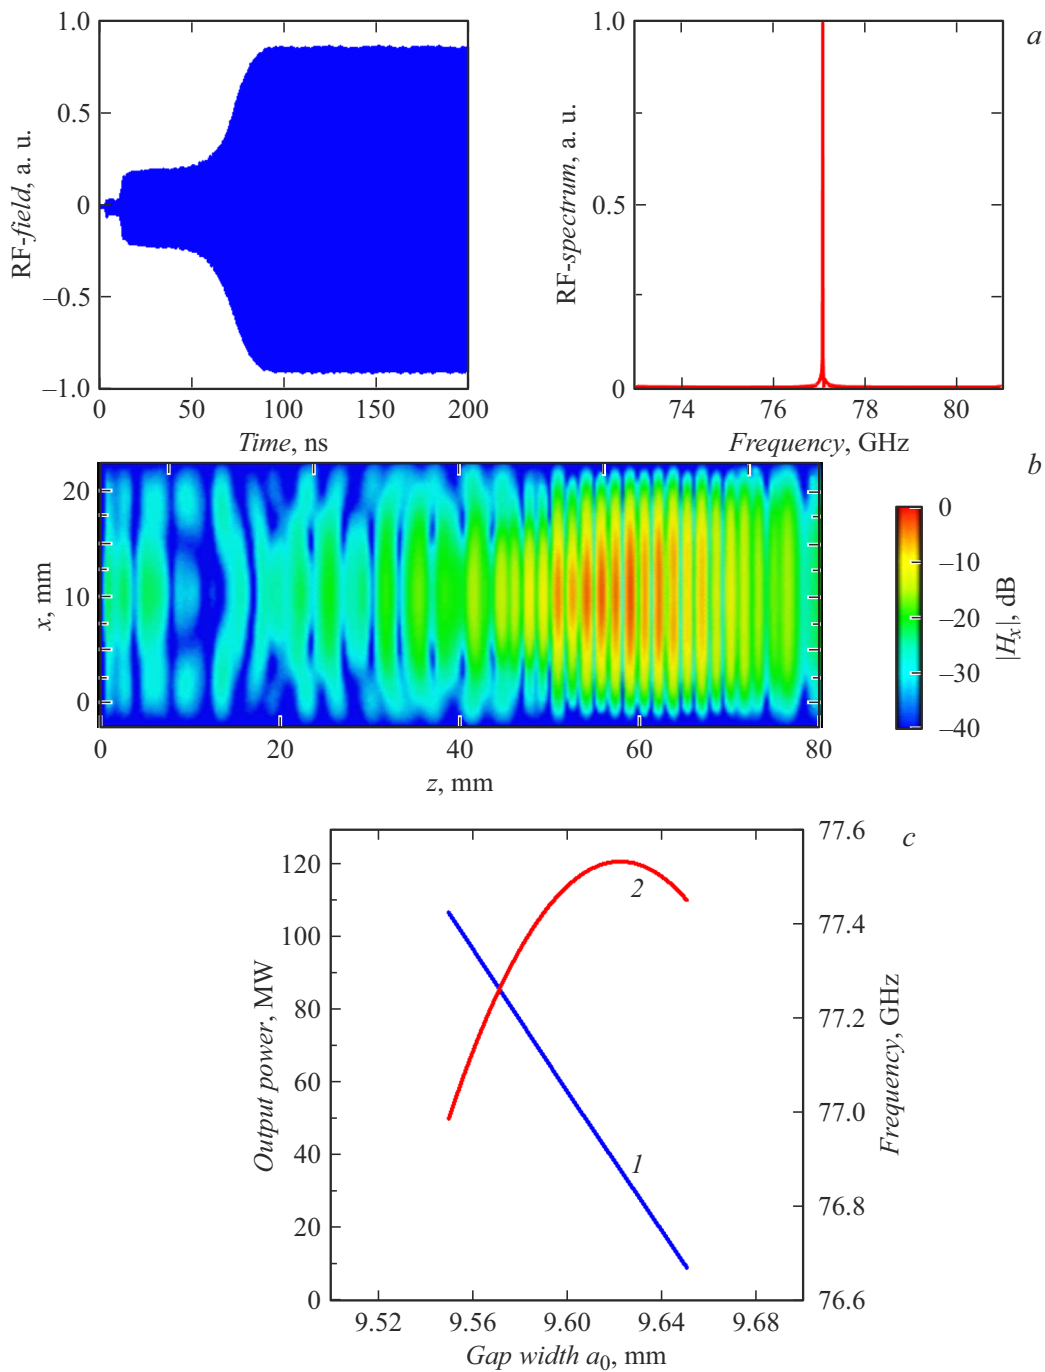 a
1.0
0.5
0
–0.5
–1.0
RF-field, a. u.
0 50 100 150 200
Time, ns
1.0
0.5
0
RF-spectrum, a. u.
74 76 78 80
Frequency, GHz
b
20
10
0
x, mm
0 20 40 60 80
z, mm
0
–10
–20
–30
–40
|Hx|, dB
c
120
100
80
60
40
20
0
Output power, MW
2
1
77.6
77.4
77.2
77.0
76.8
76.6
Frequency, GHz
9.52 9.56 9.60 9.64 9.68
Gap width a0, mm